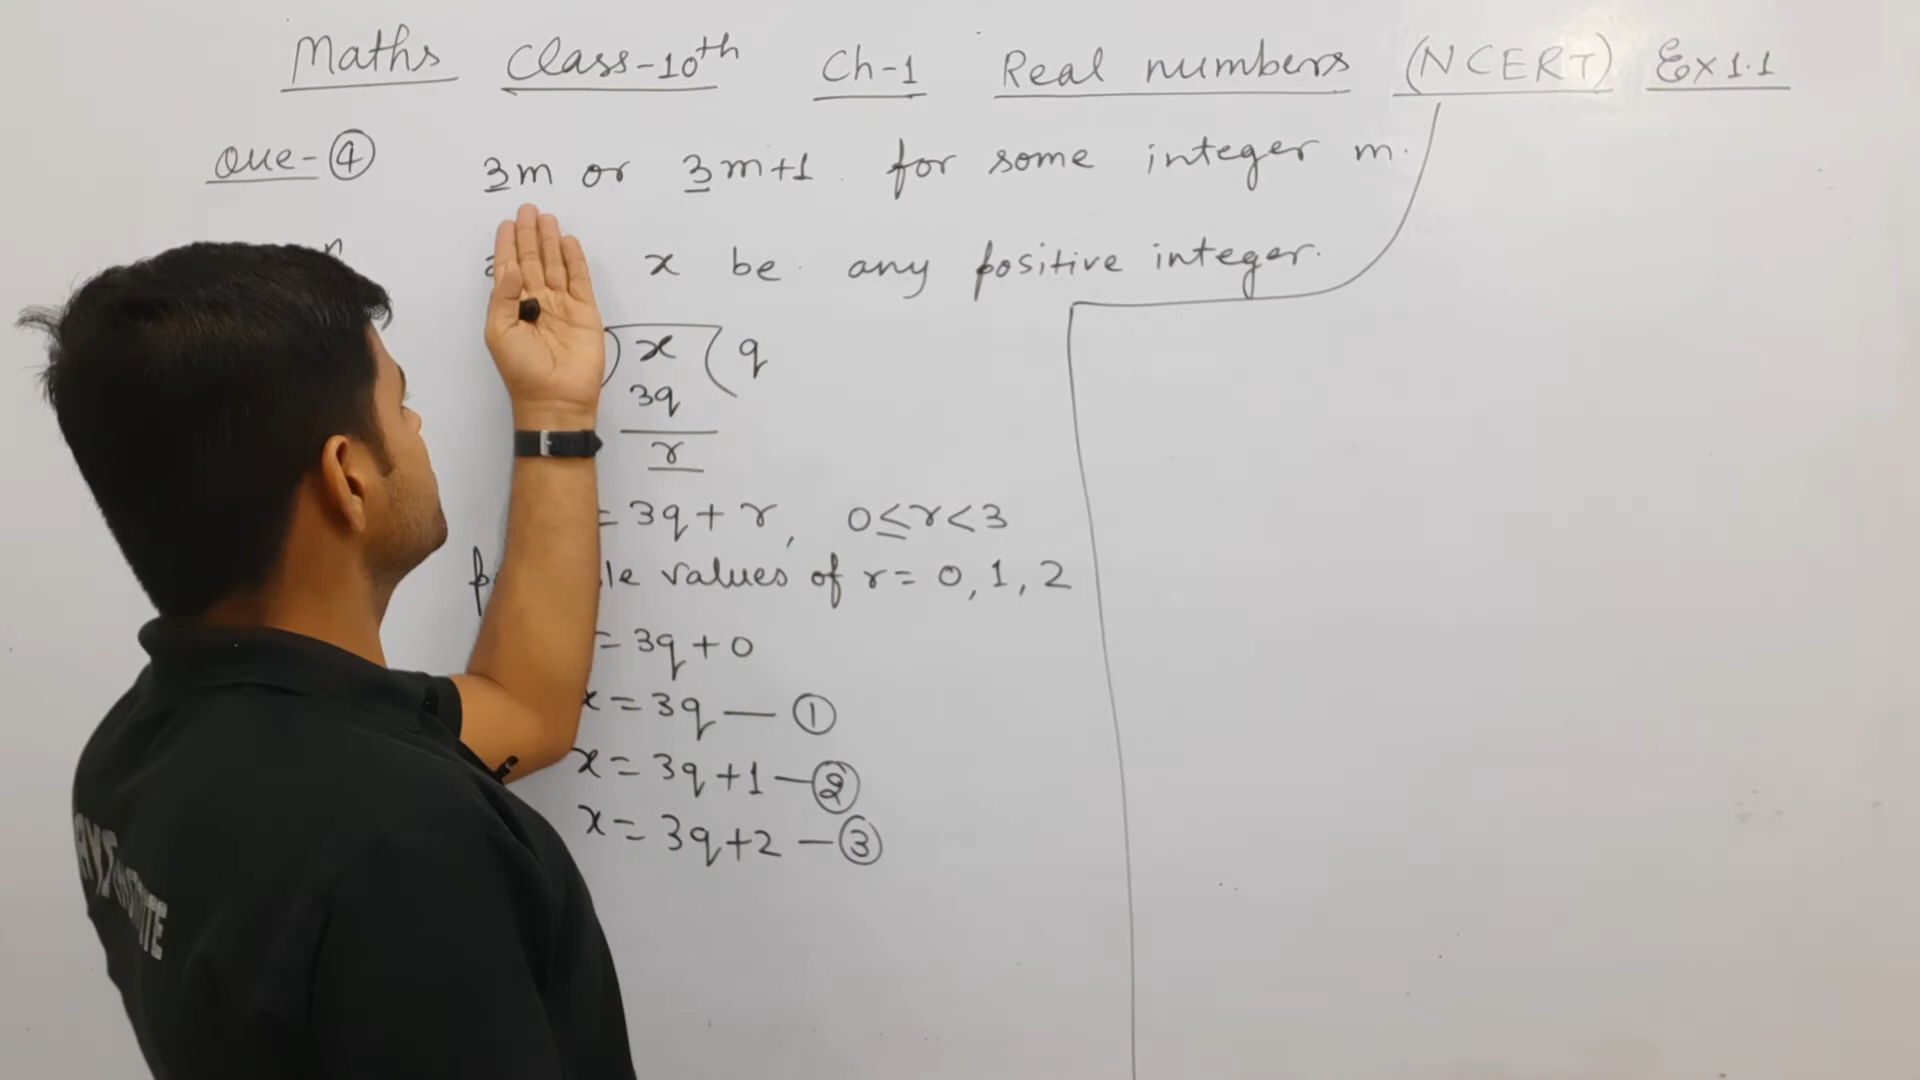 Maths Class-10th Ch-1 Real numbers (NCERT) Ex 1.1
Que-④ 3m or 3m+1 for some integer m.
x be any positive integer.
) x ( q
3q
r
= 3q + r, 0≤r<3
values of r = 0, 1, 2
= 3q + 0
x = 3q — ①
x = 3q +1 — ②
x = 3q+2 — ③